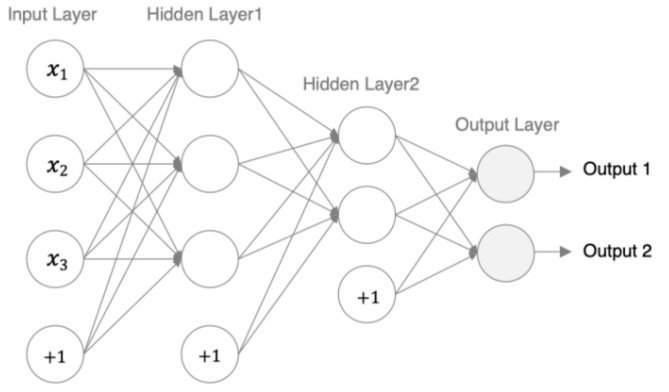 Input Layer
Hidden Layer1
Hidden Layer2
Output Layer
x₁
x₂
x₃
+1
+1
+1
Output 1
Output 2